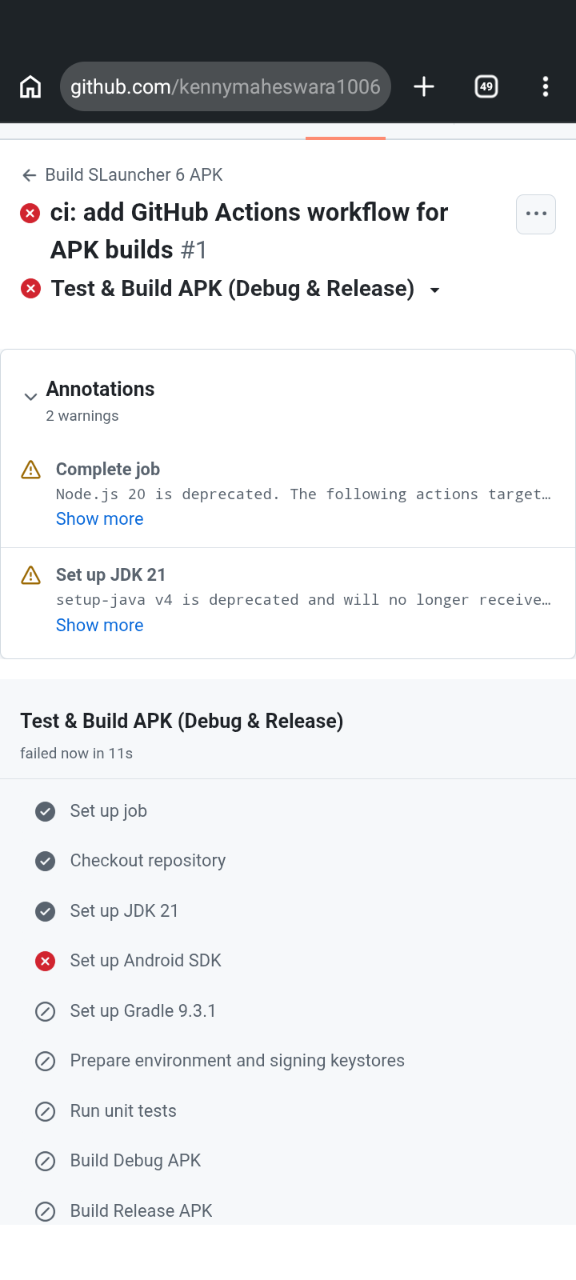 github.com/kennymaheswara1006
49
Build SLauncher 6 APK
ci: add GitHub Actions workflow for
APK builds #1
Test & Build APK (Debug & Release)
Annotations
2 warnings
Complete job
Node.js 20 is deprecated. The following actions target…
Show more
Set up JDK 21
setup-java v4 is deprecated and will no longer receive…
Show more
Test & Build APK (Debug & Release)
failed now in 11s
Set up job
Checkout repository
Set up JDK 21
Set up Android SDK
Set up Gradle 9.3.1
Prepare environment and signing keystores
Run unit tests
Build Debug APK
Build Release APK